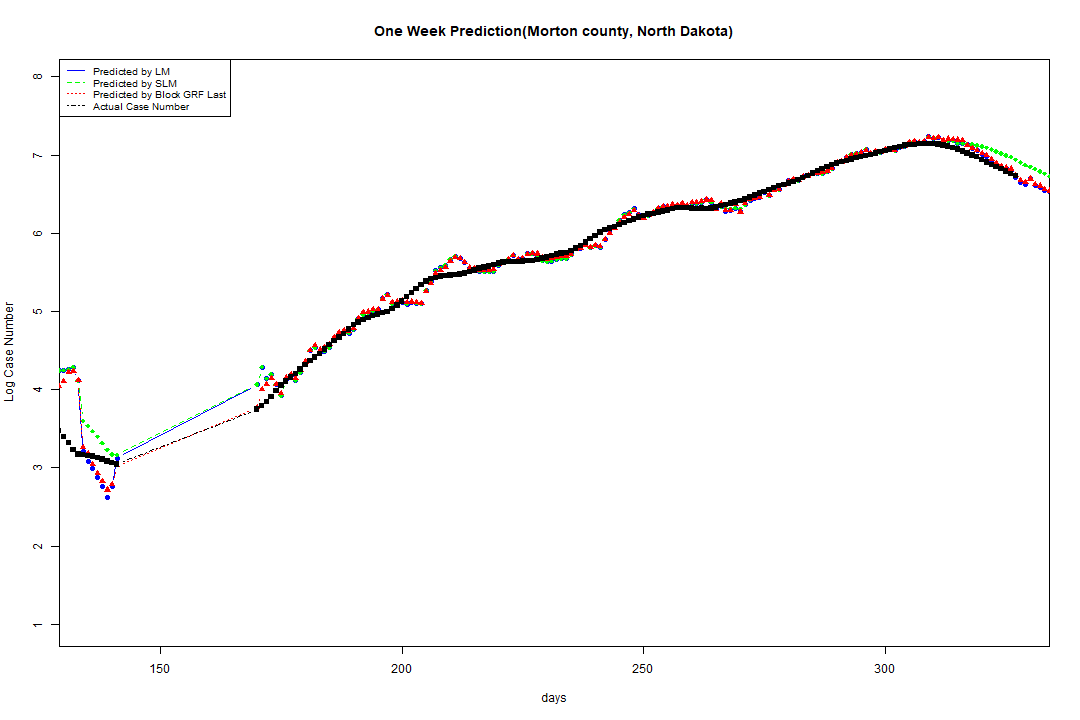 One Week Prediction(Morton county, North Dakota)
Predicted by LM
Predicted by SLM
Predicted by Block GRF Last
Actual Case Number
8
7
6
5
4
3
2
1
Log Case Number
150 200 250 300
days